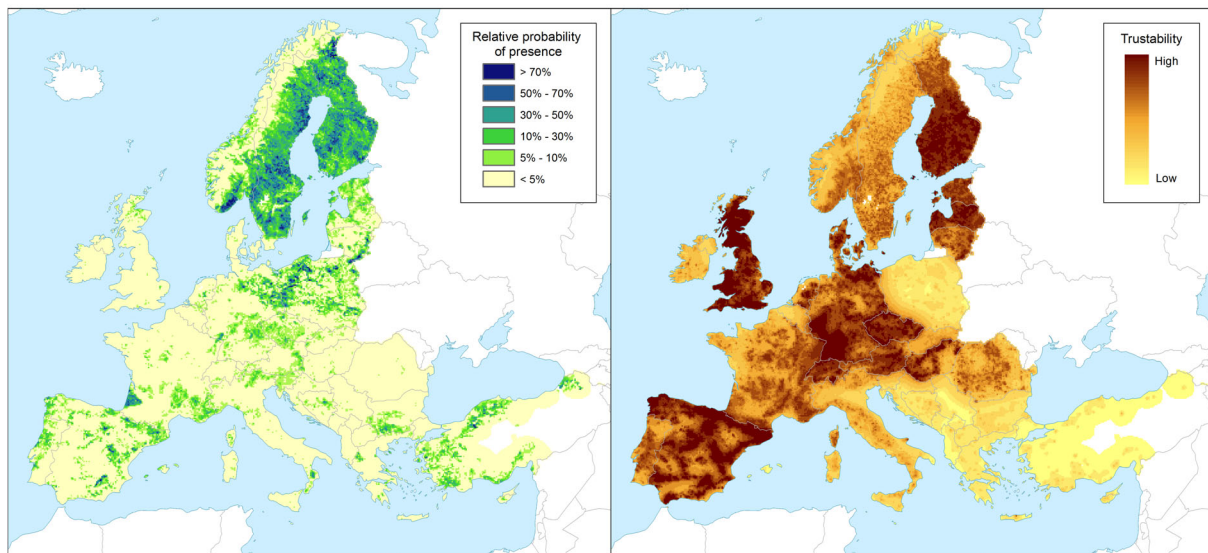 Relative probability
of presence
> 70%
50% - 70%
30% - 50%
10% - 30%
5% - 10%
< 5%
Trustability
High
Low